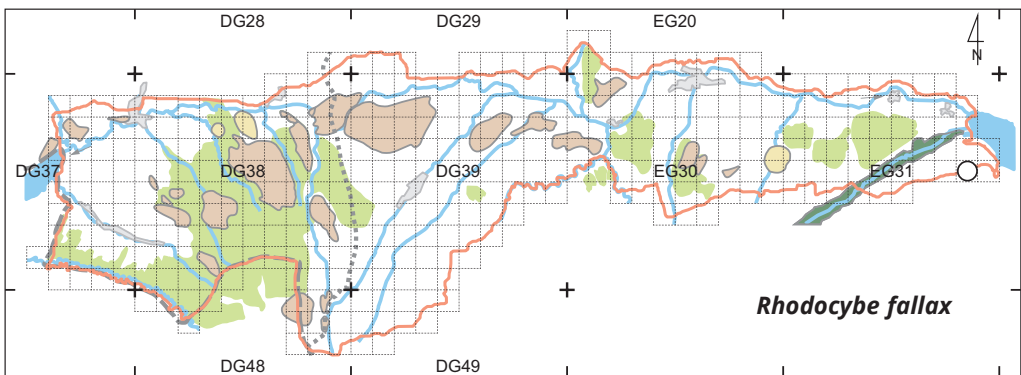 DG28 DG29 EG20
N
DG37 DG38 DG39 EG30 EG31
Rhodocybe fallax
DG48 DG49